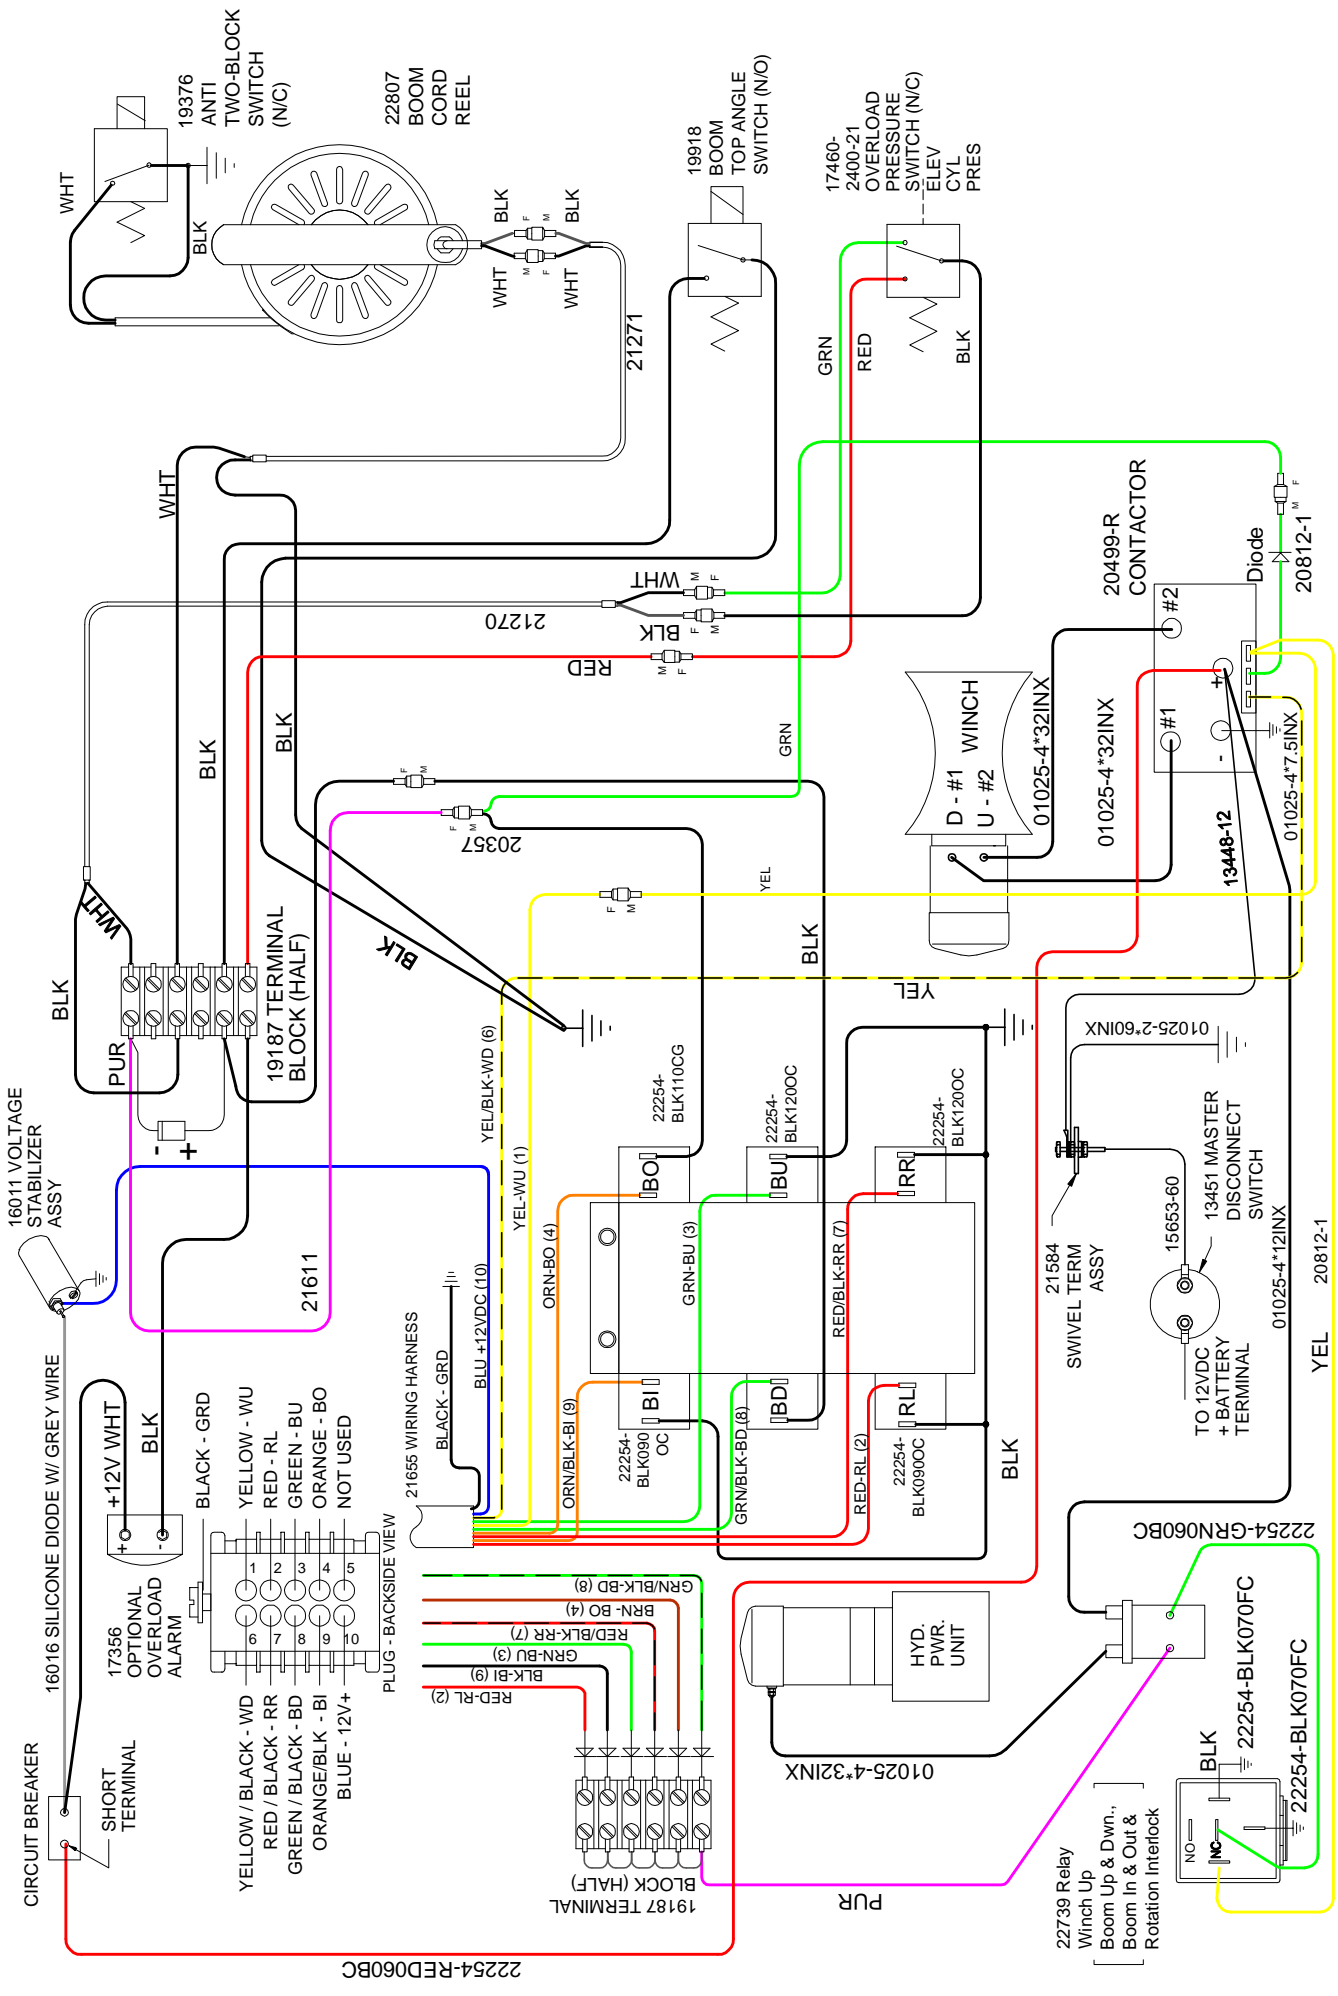 19376
ANTI
TWO-BLOCK
SWITCH
(N/C)
WHT
BLK
22807
BOOM
CORD
REEL
BLK
F
M
BLK
WHT
M
F
WHT
21271
19918
BOOM
TOP ANGLE
SWITCH (N/O)
17460-
2400-21
OVERLOAD
PRESSURE
SWITCH (N/C)
ELEV
CYL
PRES
GRN
RED
BLK
WHT
BLK
BLK
21270
WHT
M
F
BLK
F
M
RED
M
F
20499-R
CONTACTOR
#2
#1
+
-
Diode
M
F
20812-1
WINCH
D - #1
U - #2
01025-4*32INX
01025-4*32INX
13448-12
01025-4*7.5INX
GRN
F
M
F
M
20357
YEL
F
M
BLK
YEL
BLK
WHT
BLK
PUR
19187 TERMINAL
BLOCK (HALF)
BLK
-
+
16011 VOLTAGE
STABILIZER
ASSY
21611
YEL/BLK-WD (6)
YEL-WU (1)
22254-
BLK110CG
22254-
BLK120OC
22254-
BLK120OC
BO
BU
RR
BI
BD
RL
ORN-BO (4)
GRN-BU (3)
RED/BLK-RR (7)
ORN/BLK-BI (9)
GRN/BLK-BD (8)
RED-RL (2)
22254-
BLK090
OC
22254-
BLK090OC
BLK
BLU +12VDC (10)
BLACK - GRD
21655 WIRING HARNESS
01025-2*60INX
21584
SWIVEL TERM
ASSY
15653-60
13451 MASTER
DISCONNECT
SWITCH
TO 12VDC
+ BATTERY
TERMINAL
01025-4*12INX
YEL
20812-1
16016 SILICONE DIODE W/ GREY WIRE
+12V WHT
BLK
+
-
17356
OPTIONAL
OVERLOAD
ALARM
BLACK - GRD
YELLOW - WU
RED - RL
GREEN - BU
ORANGE - BO
NOT USED
1
2
3
4
5
6
7
8
9
10
YELLOW / BLACK - WD
RED / BLACK - RR
GREEN / BLACK - BD
ORANGE/BLK - BI
BLUE - 12V+
PLUG - BACKSIDE VIEW
GRN/BLK-BD (8)
BRN- BO (4)
RED/BLK-RR (7)
GRN-BU (3)
BLK-BI (9)
RED-RL (2)
CIRCUIT BREAKER
SHORT
TERMINAL
19187 TERMINAL
BLOCK (HALF)
22254-RED060BC
HYD.
PWR.
UNIT
01025-4*32INX
PUR
22254-GRN060BC
22254-BLK070FC
22254-BLK070FC
BLK
NO
NC
22739 Relay
Winch Up
Boom Up & Dwn.,
Boom In & Out &
Rotation Interlock